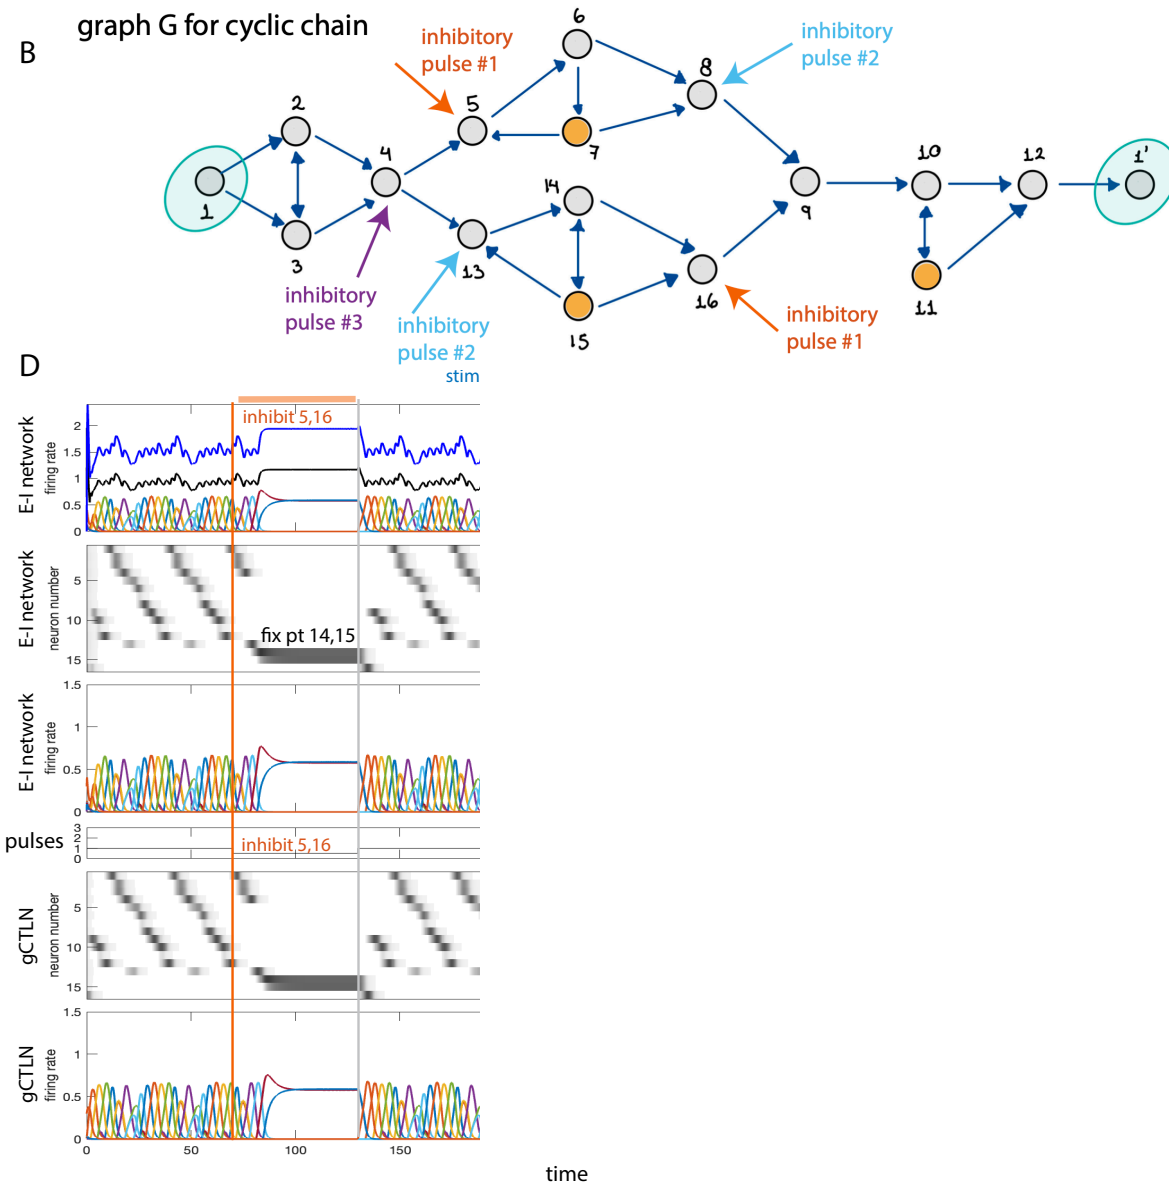 B
graph G for cyclic chain
inhibitory
pulse #1
6
inhibitory
pulse #2
8
5
2
7
4
14
10
12
1'
1
3
13
9
16
11
15
inhibitory
pulse #3
inhibitory
pulse #2
inhibitory
pulse #1
D
stim
E-I network
firing rate
2
1.5
1
0.5
0
inhibit 5,16
E-I network
neuron number
5
10
15
fix pt 14,15
E-I network
firing rate
1.5
1
0.5
0
pulses
3
2
1
0
inhibit 5,16
gCTLN
neuron number
5
10
15
gCTLN
firing rate
1.5
1
0.5
0
0
50
100
150
time